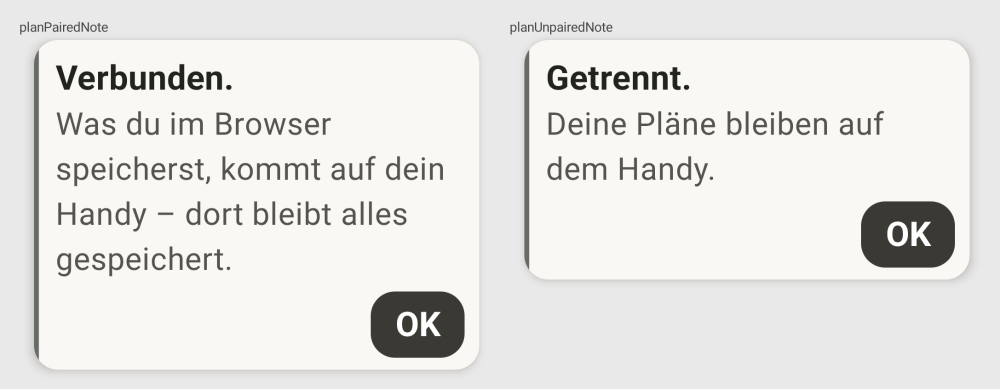 planPairedNote
Verbunden.
Was du im Browser
speicherst, kommt auf dein
Handy – dort bleibt alles
gespeichert.
OK
planUnpairedNote
Getrennt.
Deine Pläne bleiben auf
dem Handy.
OK